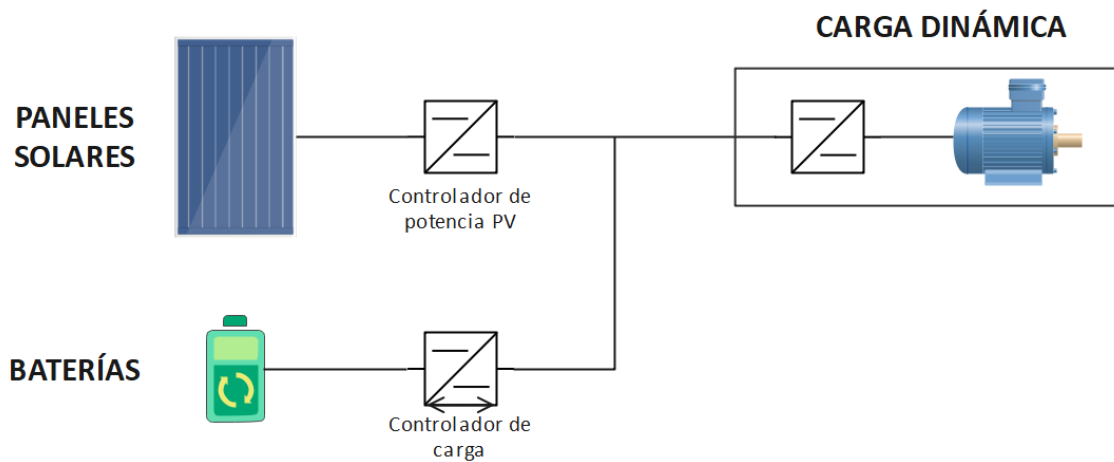 CARGA DINÁMICA
PANELES
SOLARES
Controlador de
potencia PV
BATERÍAS
Controlador de
carga